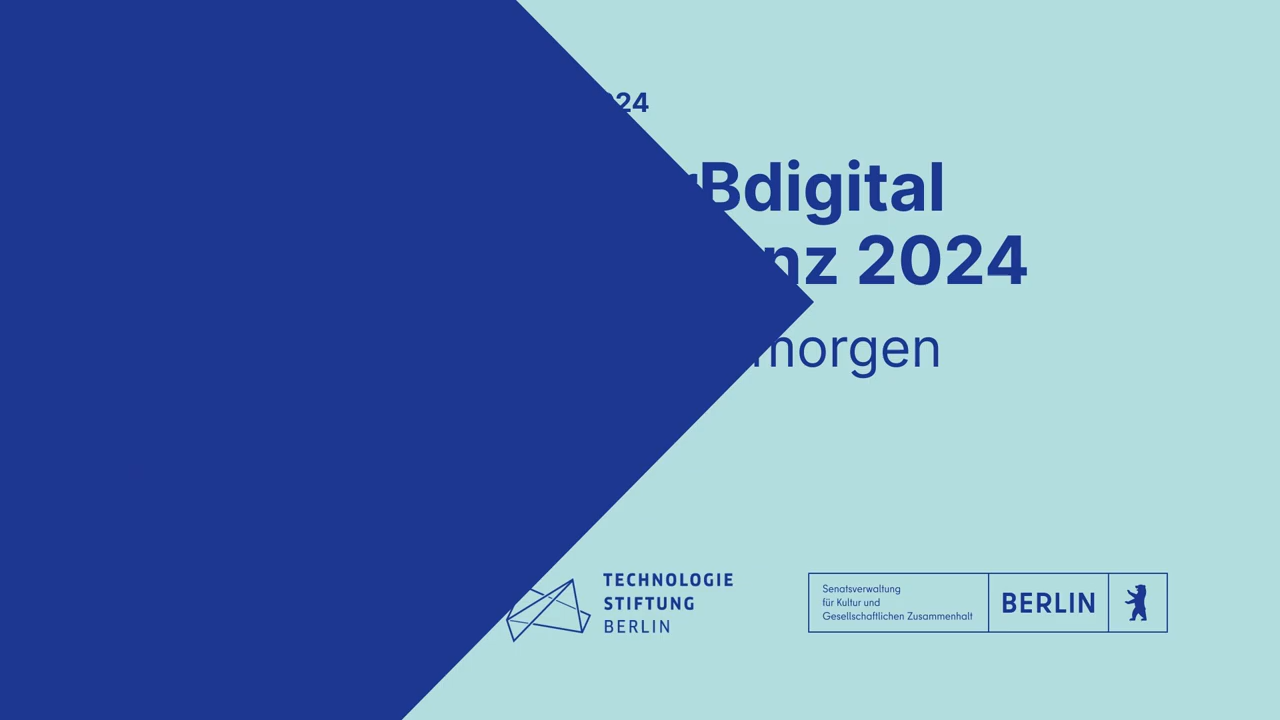 24
Bdigital
nz 2024
morgen
TECHNOLOGIE
STIFTUNG
BERLIN
Senatsverwaltung
für Kultur und
Gesellschaftlichen Zusammenhalt
BERLIN